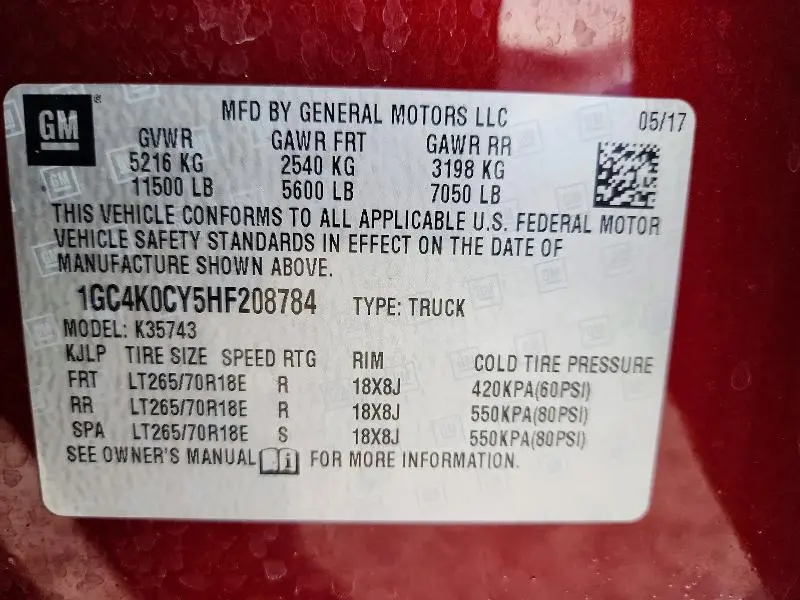 GM
MFD BY GENERAL MOTORS LLC 05/17
GVWR GAWR FRT GAWR RR
5216 KG 2540 KG 3198 KG
11500 LB 5600 LB 7050 LB
THIS VEHICLE CONFORMS TO ALL APPLICABLE U.S. FEDERAL MOTOR
VEHICLE SAFETY STANDARDS IN EFFECT ON THE DATE OF
MANUFACTURE SHOWN ABOVE.
1GC4K0CY5HF208784 TYPE: TRUCK
MODEL: K35743
KJLP TIRE SIZE SPEED RTG RIM COLD TIRE PRESSURE
FRT LT265/70R18E R 18X8J 420KPA(60PSI)
RR LT265/70R18E R 18X8J 550KPA(80PSI)
SPA LT265/70R18E S 18X8J 550KPA(80PSI)
SEE OWNER'S MANUAL i FOR MORE INFORMATION.